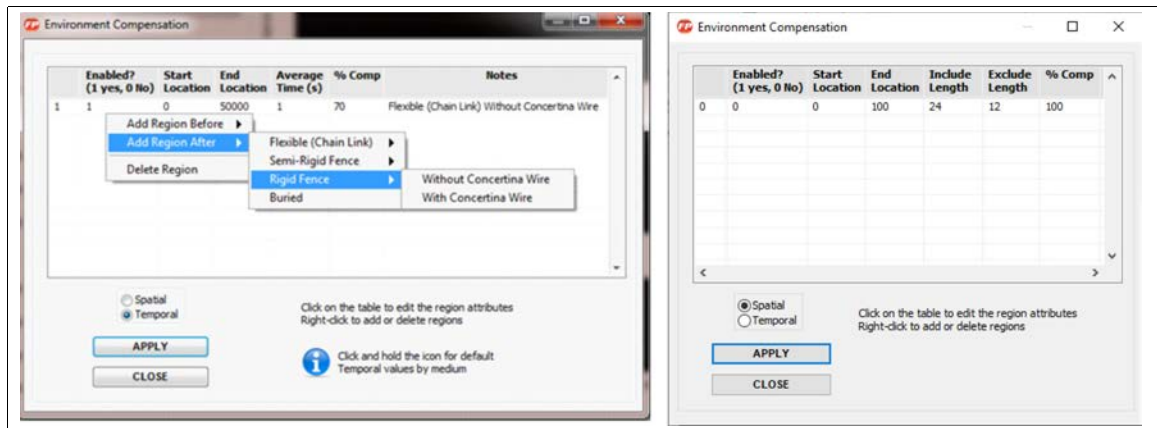 Environment Compensation
Enabled? Start End Average % Comp Notes
(1 yes, 0 No) Location Location Time (s)
1 1 0 50000 1 70 Flexible (Chain Link) Without Concertina Wire
Add Region Before
Add Region After
Delete Region
Flexible (Chain Link)
Semi-Rigid Fence
Rigid Fence
Buried
Without Concertina Wire
With Concertina Wire
Spatial
Temporal
Click on the table to edit the region attributes
Right-click to add or delete regions
APPLY
CLOSE
Click and hold the icon for default
Temporal values by medium
Environment Compensation
Enabled? Start End Include Exclude % Comp
(1 yes, 0 No) Location Location Length Length
0 0 0 100 24 12 100
Spatial
Temporal
Click on the table to edit the region attributes
Right-click to add or delete regions
APPLY
CLOSE